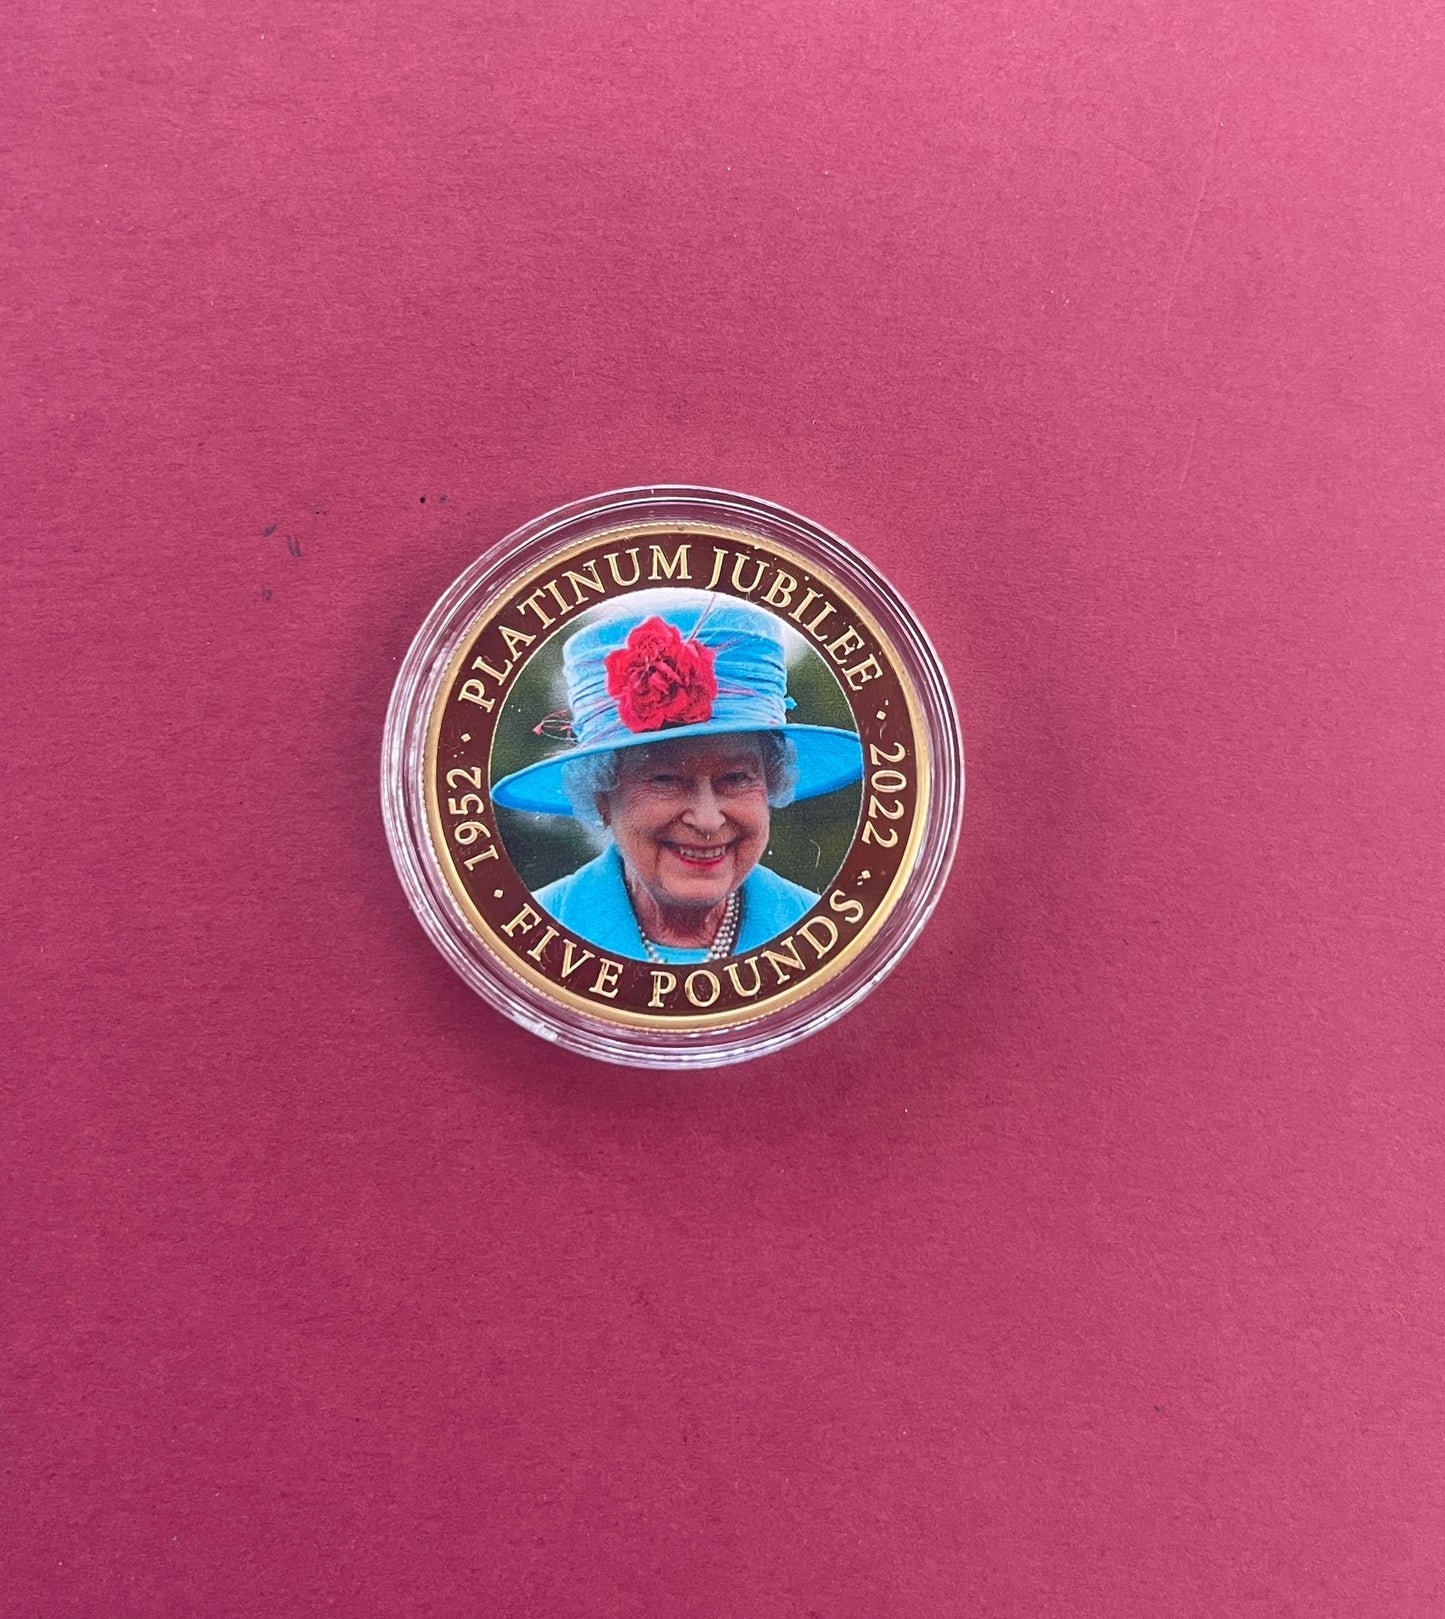 PLATINUM JUBILEE
2022
FIVE POUNDS
1952